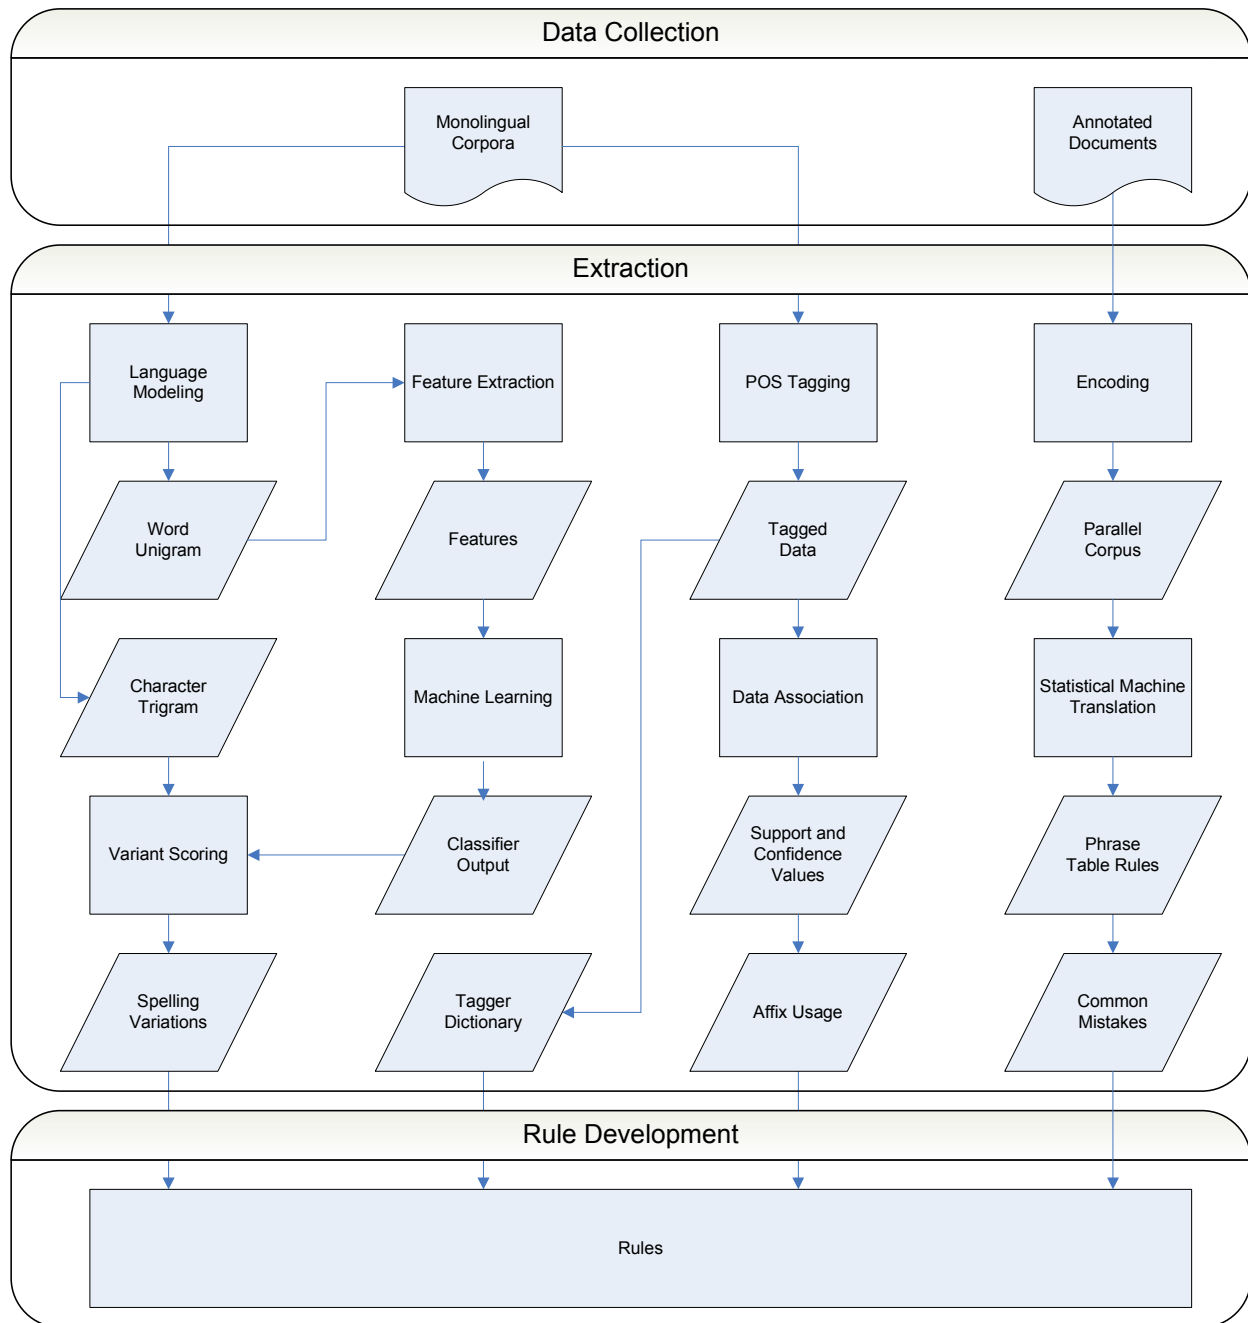 Data Collection
Monolingual
Corpora
Annotated
Documents
Extraction
Language
Modeling
Feature Extraction
POS Tagging
Encoding
Word
Unigram
Features
Tagged
Data
Parallel
Corpus
Character
Trigram
Machine Learning
Data Association
Statistical Machine
Translation
Variant Scoring
Classifier
Output
Support and
Confidence
Values
Phrase
Table Rules
Spelling
Variations
Tagger
Dictionary
Affix Usage
Common
Mistakes
Rule Development
Rules